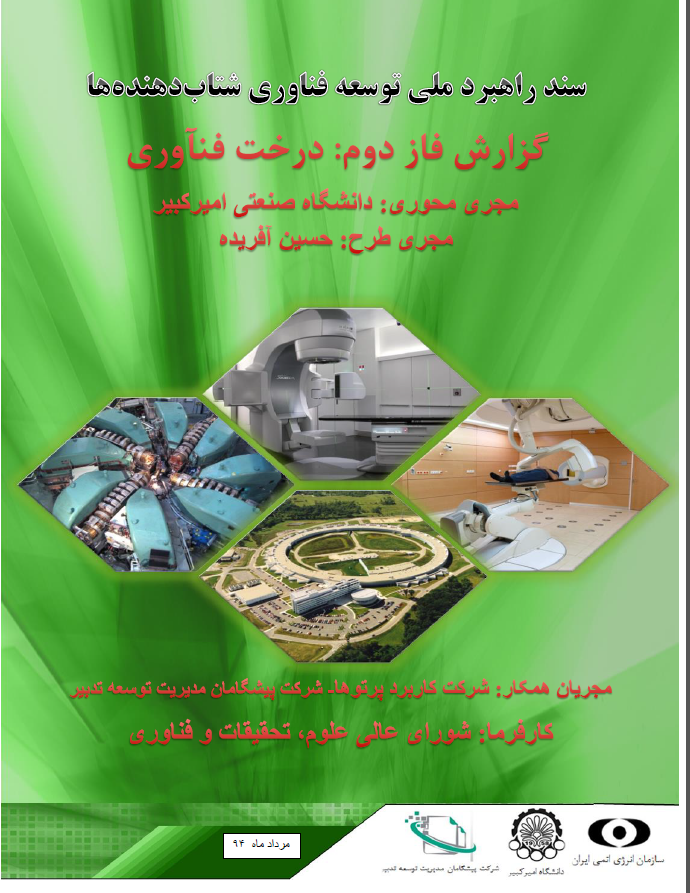 سند راهبرد ملی توسعه فناوری شتاب‌دهنده‌ها
گزارش فاز دوم: درخت فنآوری
مجری محوری: دانشگاه صنعتی امیرکبیر
مجری طرح: حسین آفریده
مجریان همکار: شرکت کاربرد پرتوها- شرکت پیشگامان مدیریت توسعه تدبیر
کارفرما: شورای عالی علوم، تحقیقات و فناوری
مرداد ماه ۹۴
شرکت پیشگامان مدیریت توسعه تدبیر
دانشگاه امیرکبیر
سازمان انرژی اتمی ایران